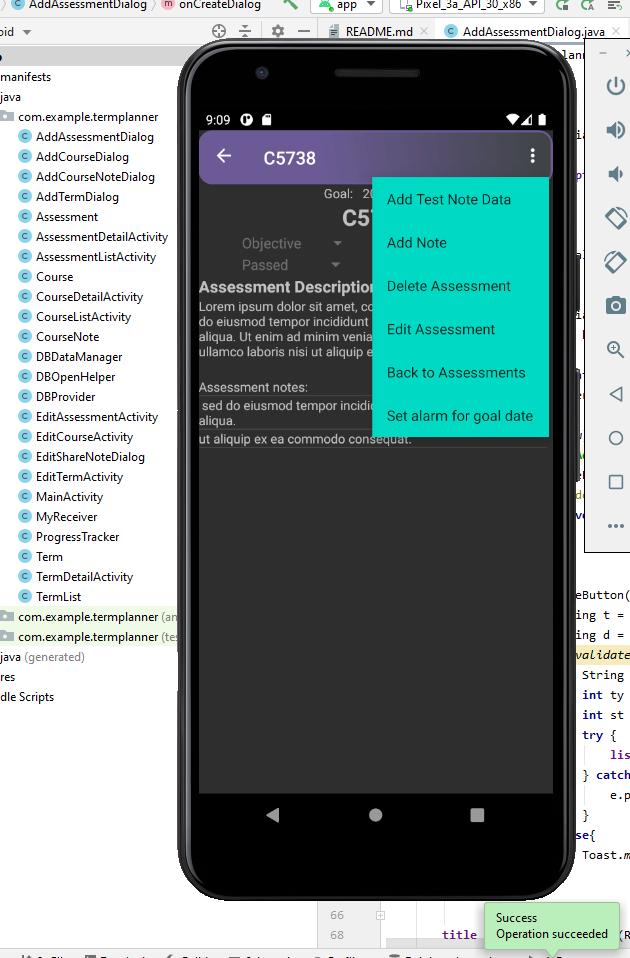 AddAssessmentDialog
onCreateDialog
app
Pixel_3a_API_30_x86
oid
README.md
AddAssessmentDialog.java
manifests
java
com.example.termplanner
AddAssessmentDialog
AddCourseDialog
AddCourseNoteDialog
AddTermDialog
Assessment
AssessmentDetailActivity
AssessmentListActivity
Course
CourseDetailActivity
CourseListActivity
CourseNote
DBDataManager
DBOpenHelper
DBProvider
EditAssessmentActivity
EditCourseActivity
EditShareNoteDialog
EditTermActivity
MainActivity
MyReceiver
ProgressTracker
Term
TermDetailActivity
TermList
com.example.termplanner (an
com.example.termplanner (tes
java (generated)
res
dle Scripts
9:09
C5738
Goal: 20
C57
Objective
Passed
Assessment Description
Lorem ipsum dolor sit amet, co
do eiusmod tempor incididunt
aliqua. Ut enim ad minim venia
ullamco laboris nisi ut aliquip e
Assessment notes:
sed do eiusmod tempor incidid
aliqua.
ut aliquip ex ea commodo consequat.
Add Test Note Data
Add Note
Delete Assessment
Edit Assessment
Back to Assessments
Set alarm for goal date
eButton(
ing t =
ing d =
validate
String
int ty
int st
try {
lis
} catch
e.p
}
se{
Toast.m
66
68
title
(R
Success
Operation succeeded